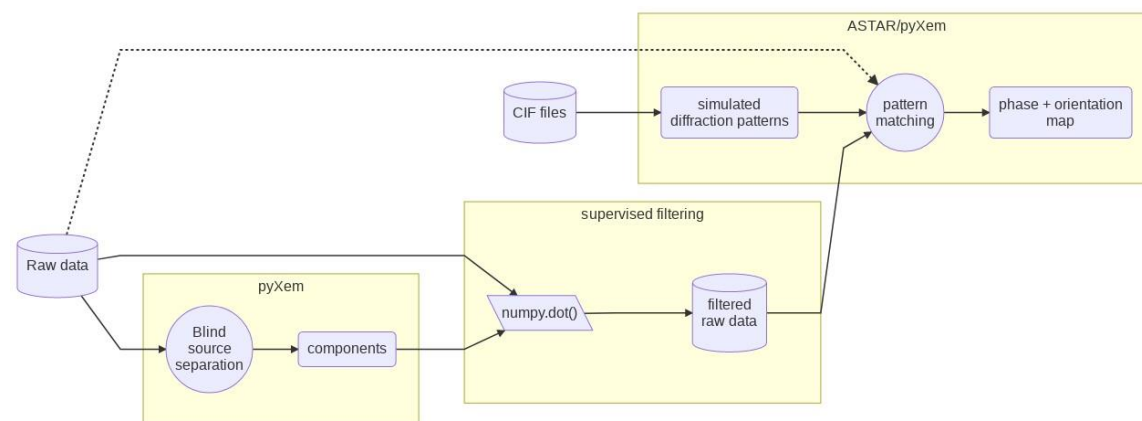 ASTAR/pyXem
CIF files
simulated
diffraction patterns
pattern
matching
phase + orientation
map
supervised filtering
Raw data
pyXem
Blind
source
separation
components
numpy.dot()
filtered
raw data